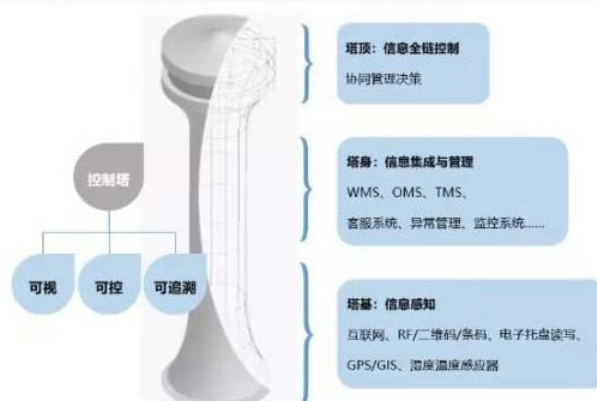 塔顶：信息全链控制
协同管理决策
控制塔
可视
可控
可追溯
塔身：信息集成与管理
WMS、OMS、TMS、
客服系统、异常管理、监控系统......
塔基：信息感知
互联网、RF/二维码/条码、电子托盘读写、
GPS/GIS、湿度温度感应器